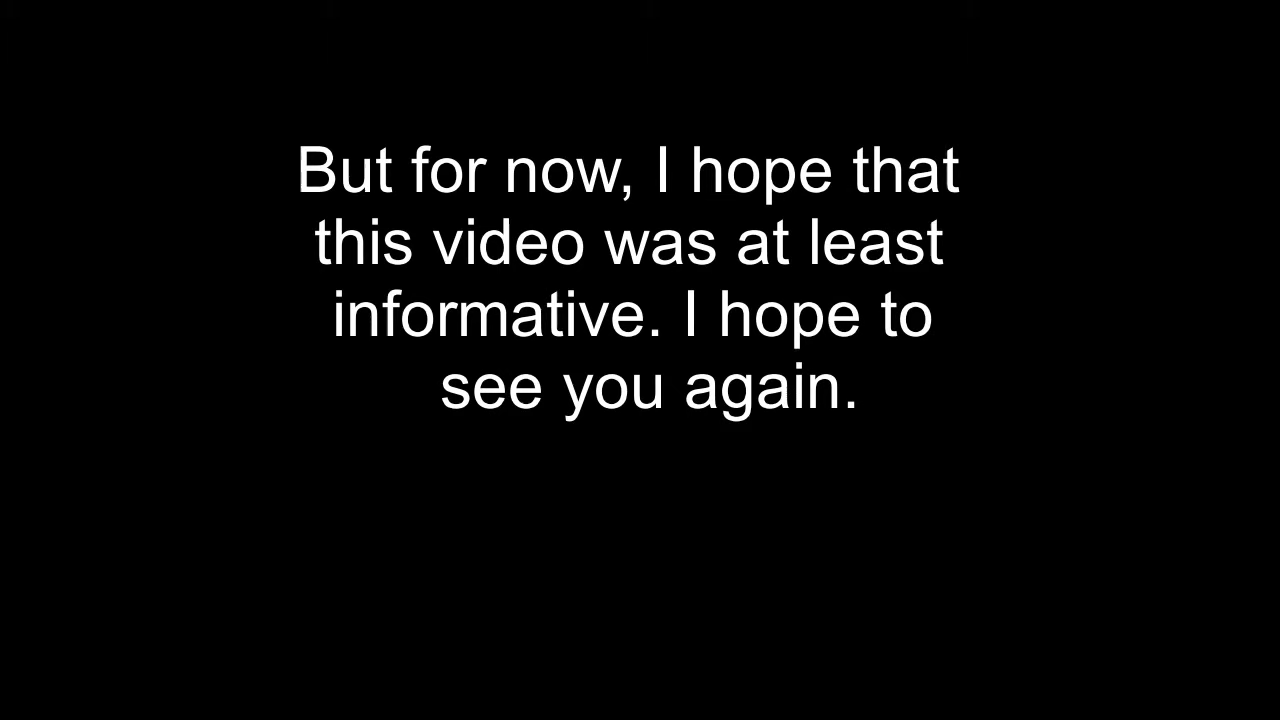 But for now, I hope that
this video was at least
informative. I hope to
see you again.